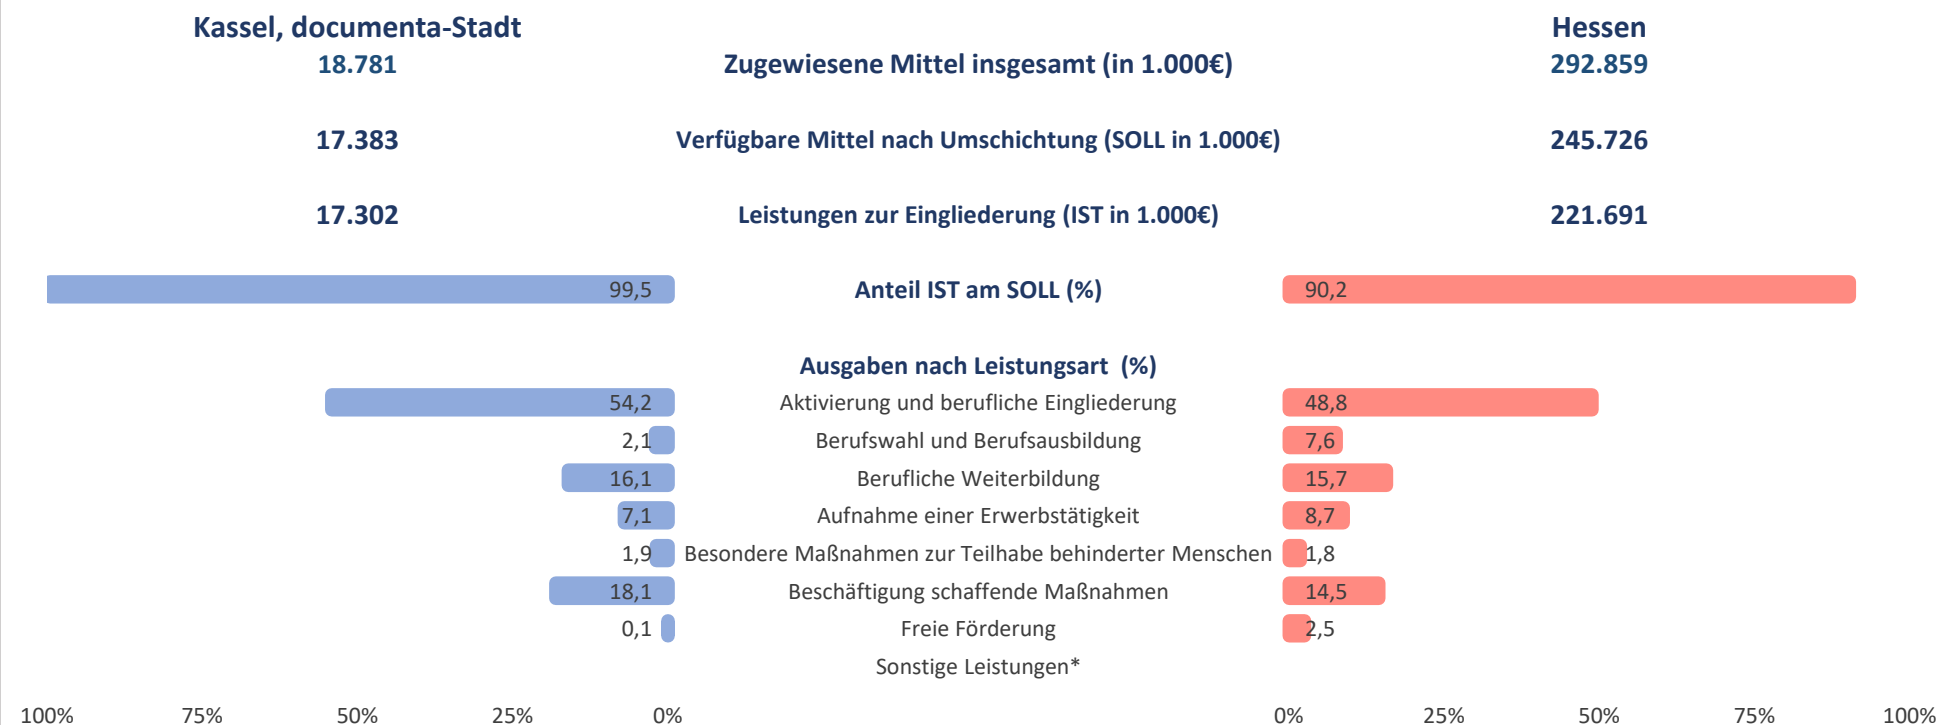 Kassel, documenta-Stadt Hessen
18.781 Zugewiesene Mittel insgesamt (in 1.000€) 292.859
17.383 Verfügbare Mittel nach Umschichtung (SOLL in 1.000€) 245.726
17.302 Leistungen zur Eingliederung (IST in 1.000€) 221.691
99,5 Anteil IST am SOLL (%) 90,2
Ausgaben nach Leistungsart (%)
54,2 Aktivierung und berufliche Eingliederung 48,8
2,1 Berufswahl und Berufsausbildung 7,6
16,1 Berufliche Weiterbildung 15,7
7,1 Aufnahme einer Erwerbstätigkeit 8,7
1,9 Besondere Maßnahmen zur Teilhabe behinderter Menschen 1,8
18,1 Beschäftigung schaffende Maßnahmen 14,5
0,1 Freie Förderung 2,5
Sonstige Leistungen*
100% 75% 50% 25% 0% 0% 25% 50% 75% 100%